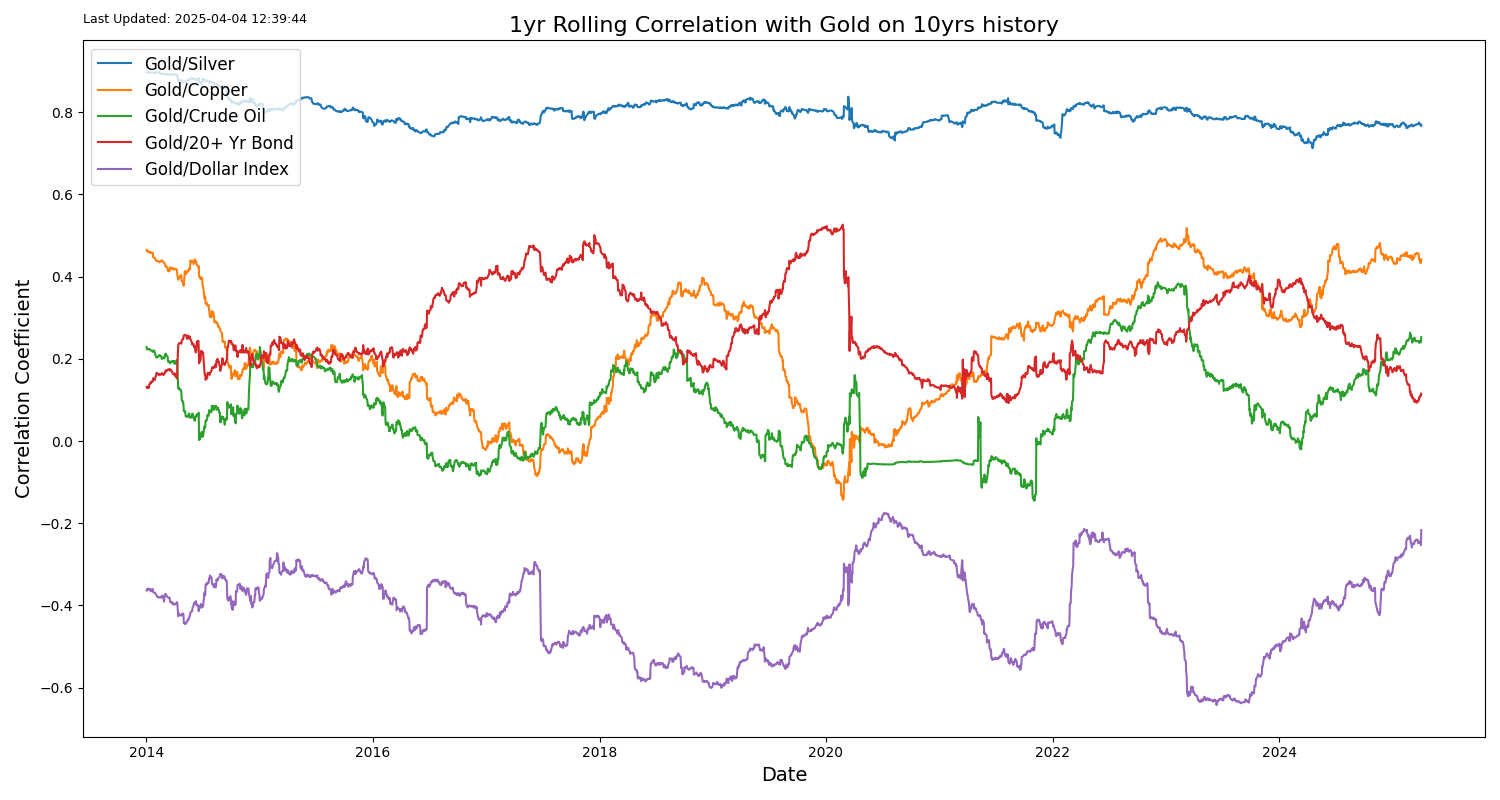 Last Updated: 2025-04-04 12:39:44
1yr Rolling Correlation with Gold on 10yrs history
Gold/Silver
Gold/Copper
Gold/Crude Oil
Gold/20+ Yr Bond
Gold/Dollar Index
Correlation Coefficient
0.8
0.6
0.4
0.2
0.0
−0.2
−0.4
−0.6
2014
2016
2018
2020
2022
2024
Date